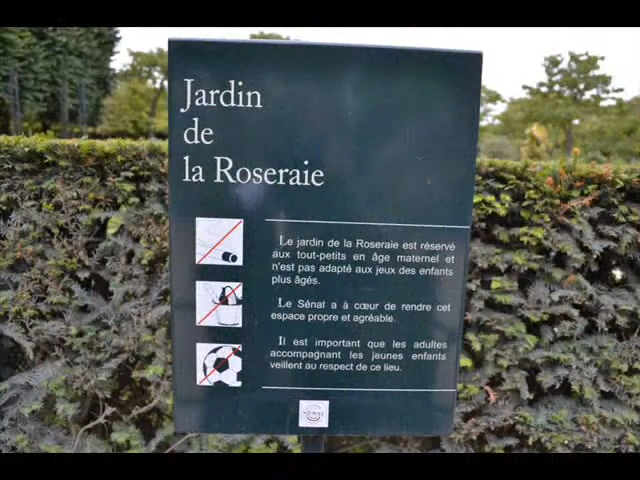 Jardin
de
la Roseraie
Le jardin de la Roseraie est réservé
aux tout-petits en âge maternel et
n'est pas adapté aux jeux des enfants
plus âgés.
Le Sénat a à cœur de rendre cet
espace propre et agréable.
Il est important que les adultes
accompagnant les jeunes enfants
veillent au respect de ce lieu.
SÉNAT